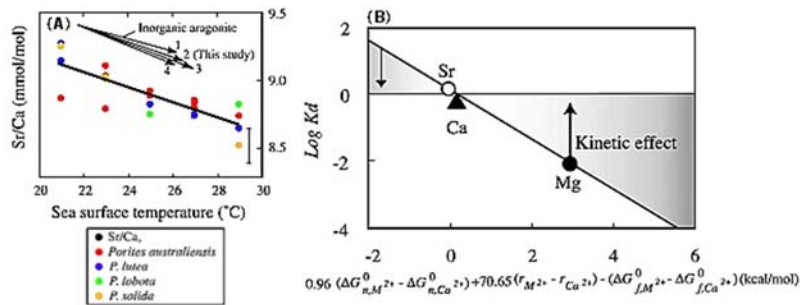 (A)
9.5
Inorganic aragonite
1
2 (This study)
4
3
9.0
8.5
Sr/Ca (mmol/mol)
20
22
24
26
28
30
Sea surface temperature (°C)
Sr/Ca,
Porites australiensis
P. lutea
P. lobota
P. solida
(B)
2
0
-2
-4
Log Kd
Sr
Ca
Kinetic effect
Mg
-2
0
2
4
6
0.96 (ΔG⁰n,M²⁺ - ΔG⁰n,Ca²⁺)+70.65(rM²⁺ - rCa²⁺)-(ΔG⁰f,M²⁺ - ΔG⁰f,Ca²⁺)(kcal/mol)